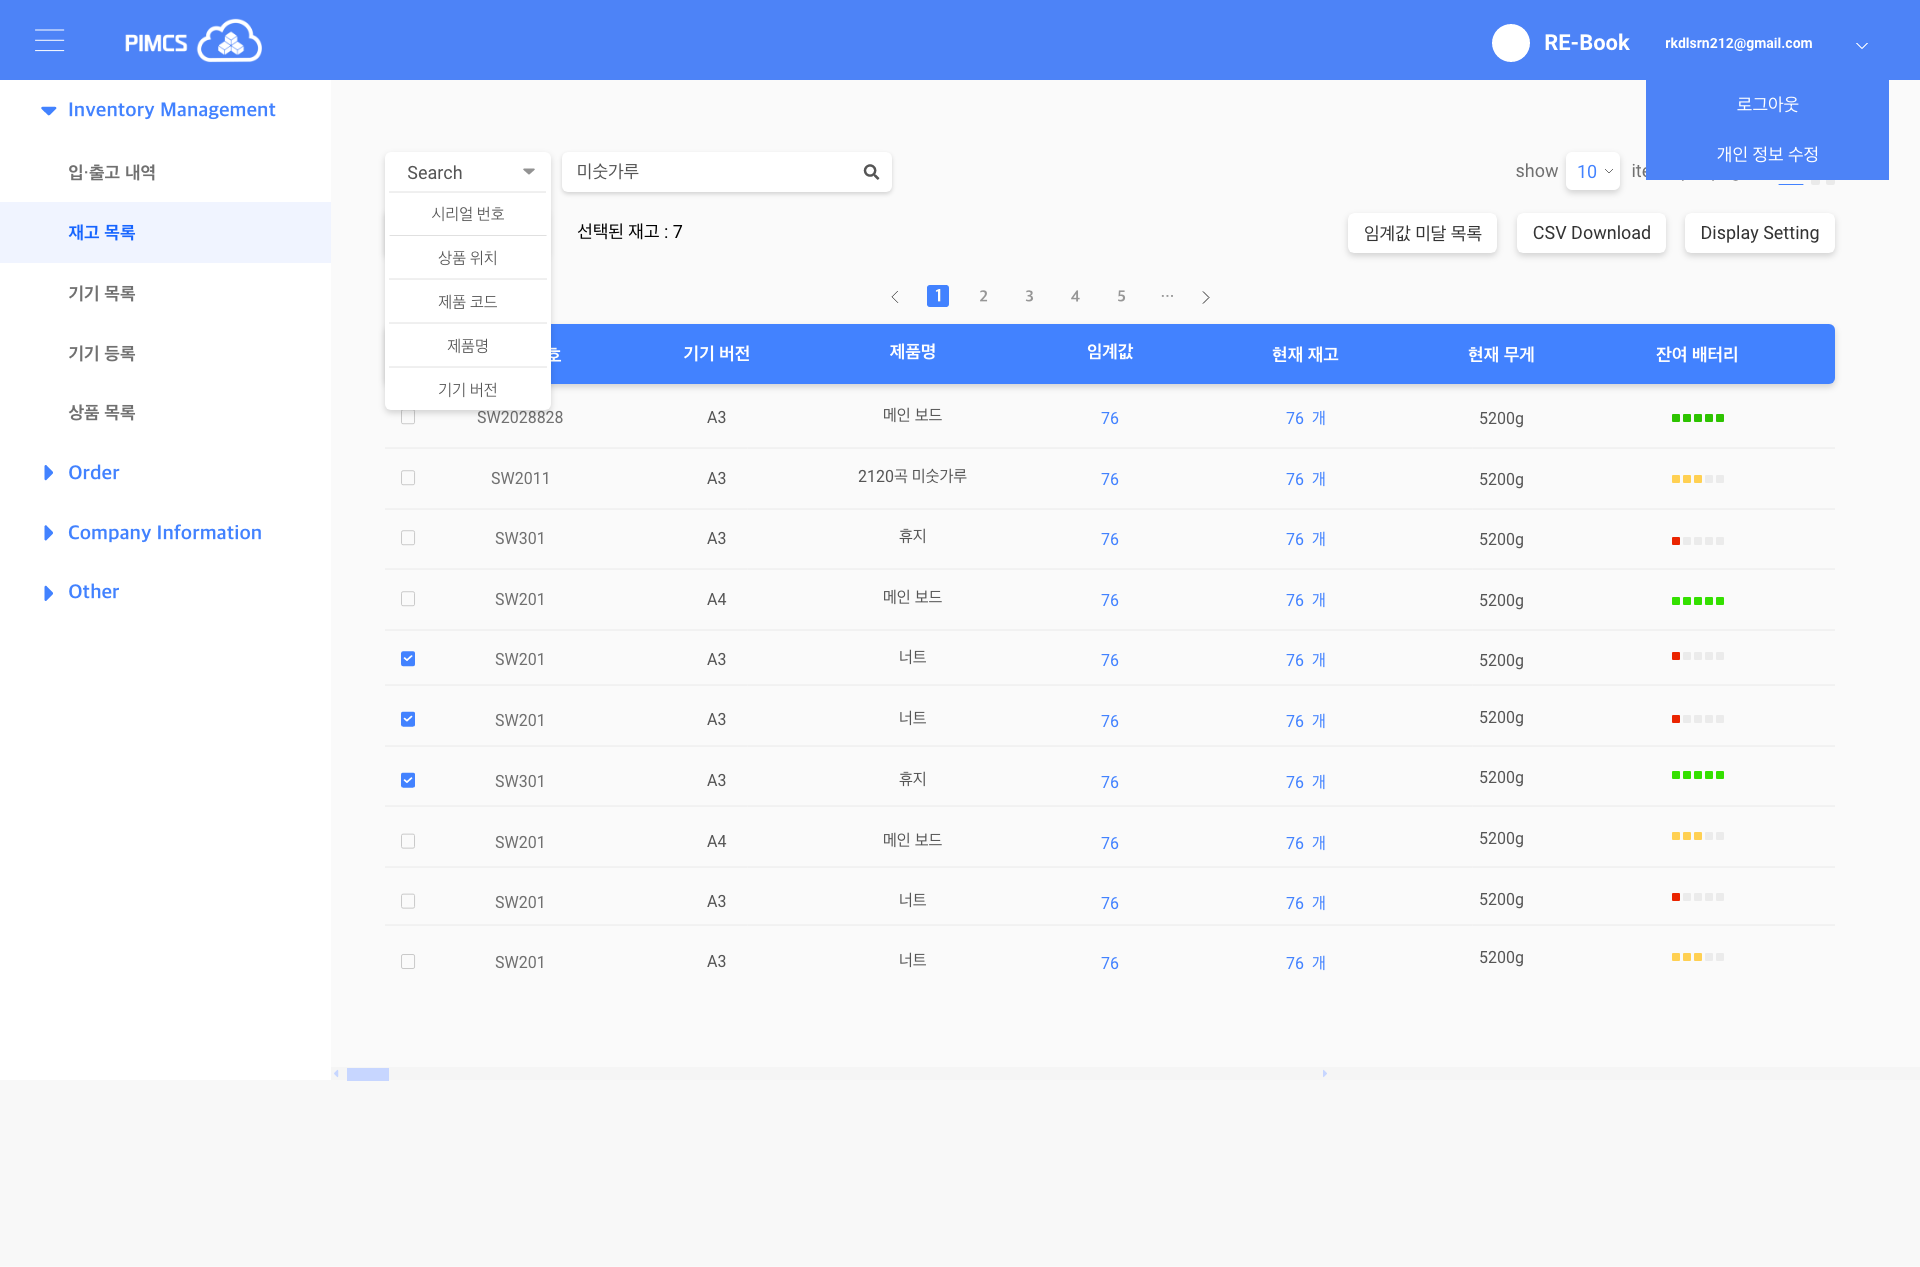 PIMCS
RE-Book
rkdlsrn212@gmail.com
로그아웃
개인 정보 수정
Inventory Management
입·출고 내역
재고 목록
기기 목록
기기 등록
상품 목록
Order
Company Information
Other
Search
시리얼 번호
상품 위치
제품 코드
제품명
기기 버전
미숫가루
show 10
선택된 재고 : 7
임계값 미달 목록
CSV Download
Display Setting
1 2 3 4 5 ...
호 기기 버전 제품명 임계값 현재 재고 현재 무게 잔여 배터리
SW2028828 A3 메인 보드 76 76 개 5200g
SW2011 A3 2120곡 미숫가루 76 76 개 5200g
SW301 A3 휴지 76 76 개 5200g
SW201 A4 메인 보드 76 76 개 5200g
SW201 A3 너트 76 76 개 5200g
SW201 A3 너트 76 76 개 5200g
SW301 A3 휴지 76 76 개 5200g
SW201 A4 메인 보드 76 76 개 5200g
SW201 A3 너트 76 76 개 5200g
SW201 A3 너트 76 76 개 5200g